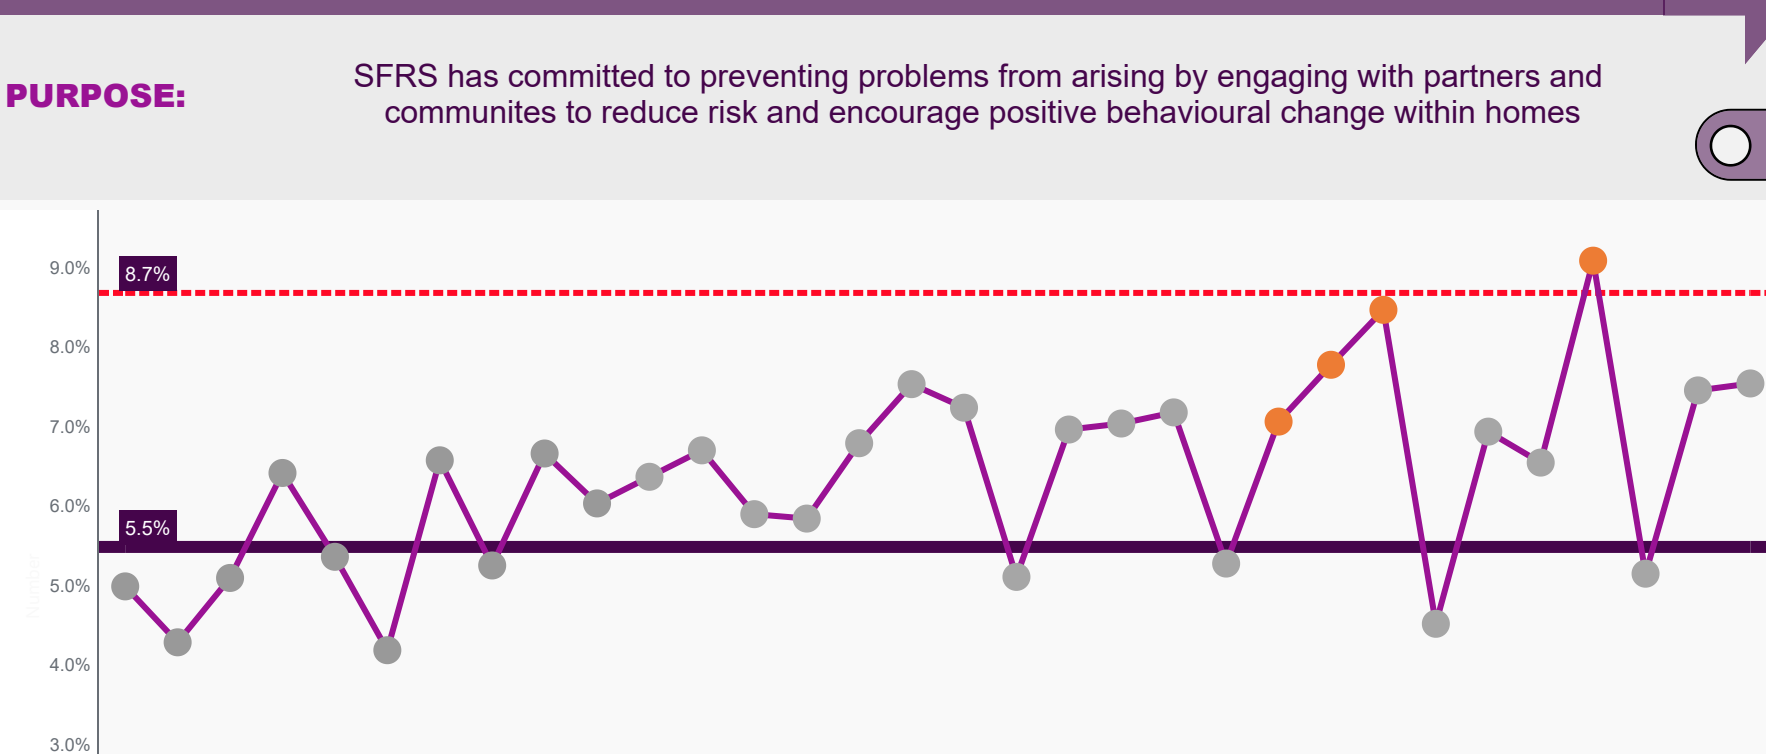 PURPOSE:
SFRS has committed to preventing problems from arising by engaging with partners and
communites to reduce risk and encourage positive behavioural change within homes
9.0%
8.7%
8.0%
7.0%
6.0%
5.5%
5.0%
Number
4.0%
3.0%